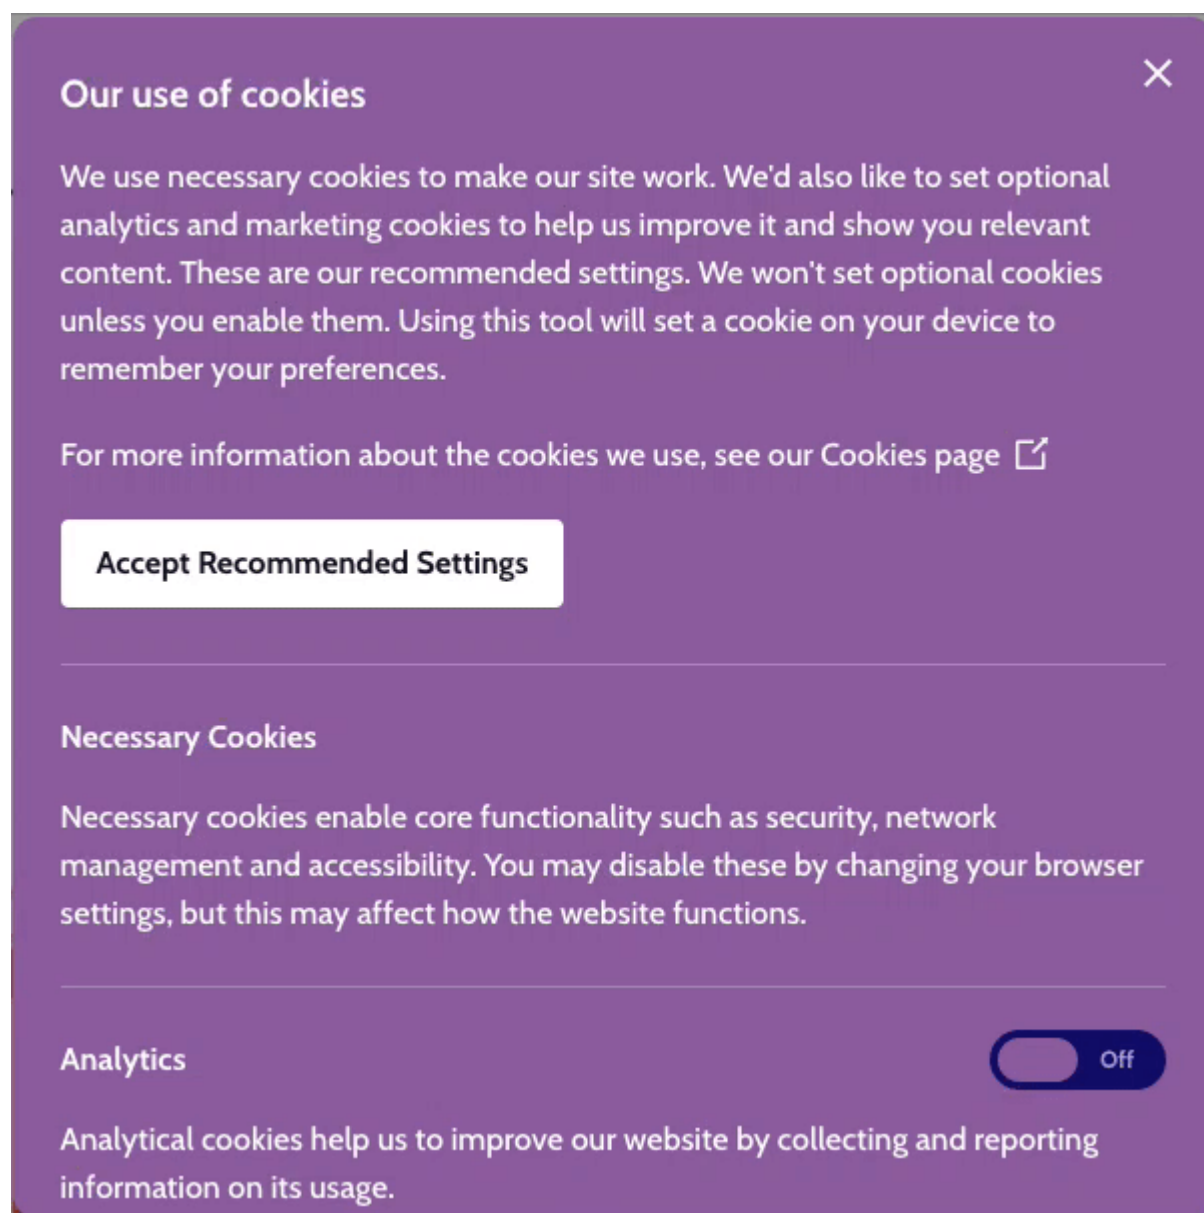 Our use of cookies
We use necessary cookies to make our site work. We'd also like to set optional
analytics and marketing cookies to help us improve it and show you relevant
content. These are our recommended settings. We won't set optional cookies
unless you enable them. Using this tool will set a cookie on your device to
remember your preferences.
For more information about the cookies we use, see our Cookies page
Accept Recommended Settings
Necessary Cookies
Necessary cookies enable core functionality such as security, network
management and accessibility. You may disable these by changing your browser
settings, but this may affect how the website functions.
Analytics
Off
Analytical cookies help us to improve our website by collecting and reporting
information on its usage.